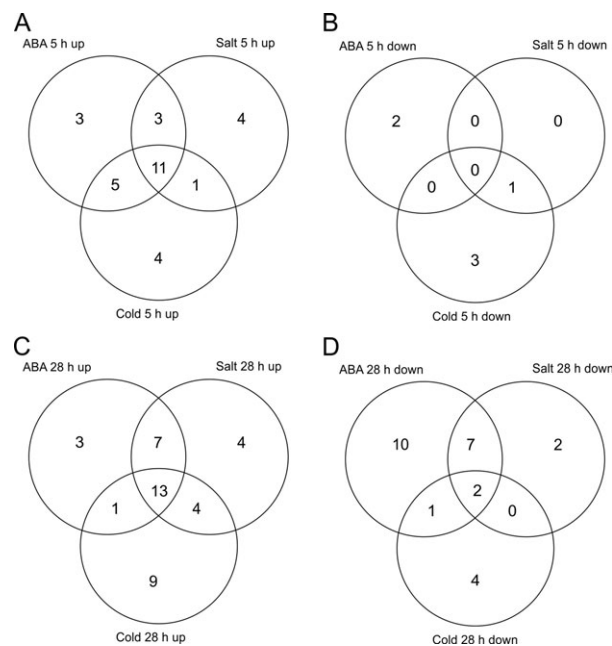 A
B
ABA 5 h up
Salt 5 h up
ABA 5 h down
Salt 5 h down
3
3
4
2
0
0
11
0
5
1
0
1
4
3
Cold 5 h up
Cold 5 h down
C
D
ABA 28 h up
Salt 28 h up
ABA 28 h down
Salt 28 h down
3
7
4
10
7
2
13
2
1
4
1
0
9
4
Cold 28 h up
Cold 28 h down